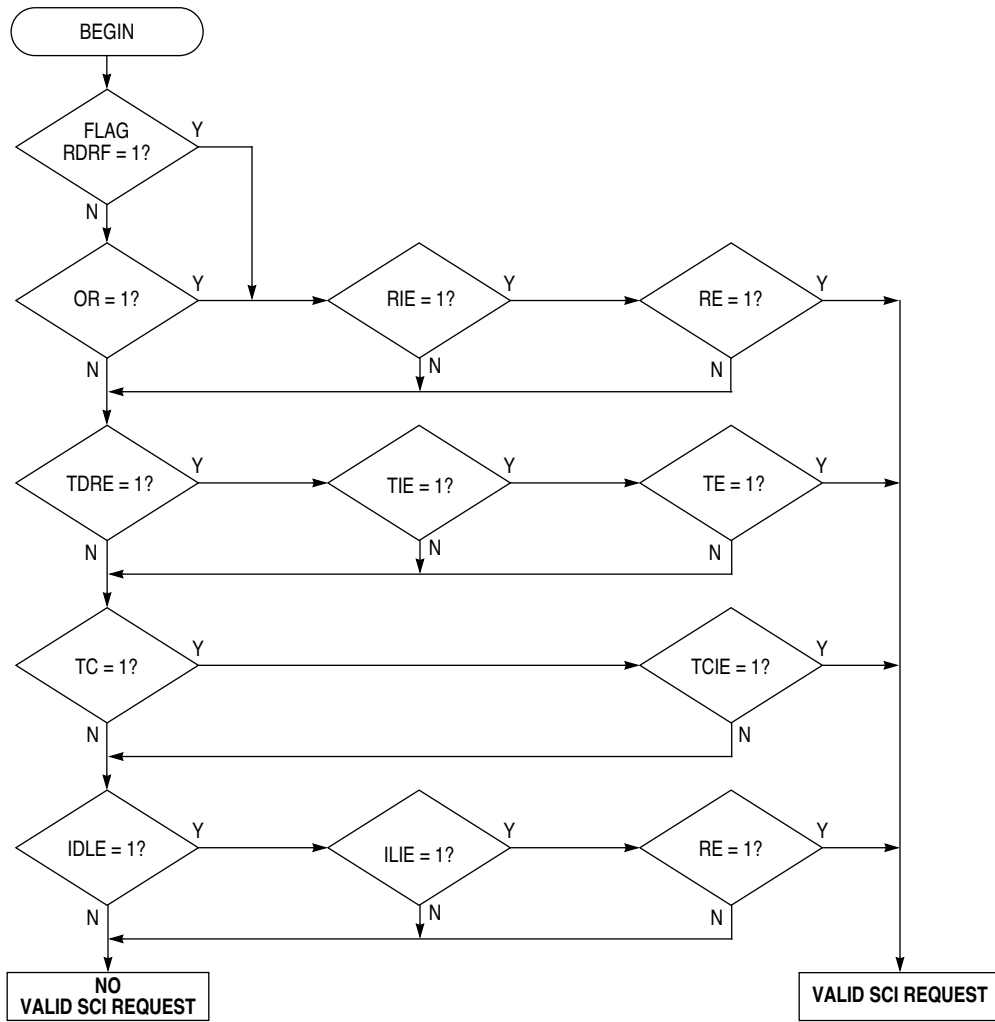 BEGIN
FLAG
RDRF = 1?
Y
N
OR = 1?
Y
RIE = 1?
Y
RE = 1?
Y
N
N
N
TDRE = 1?
Y
TIE = 1?
Y
TE = 1?
Y
N
N
N
TC = 1?
Y
TCIE = 1?
Y
N
N
IDLE = 1?
Y
ILIE = 1?
Y
RE = 1?
Y
N
N
N
NO
VALID SCI REQUEST
VALID SCI REQUEST